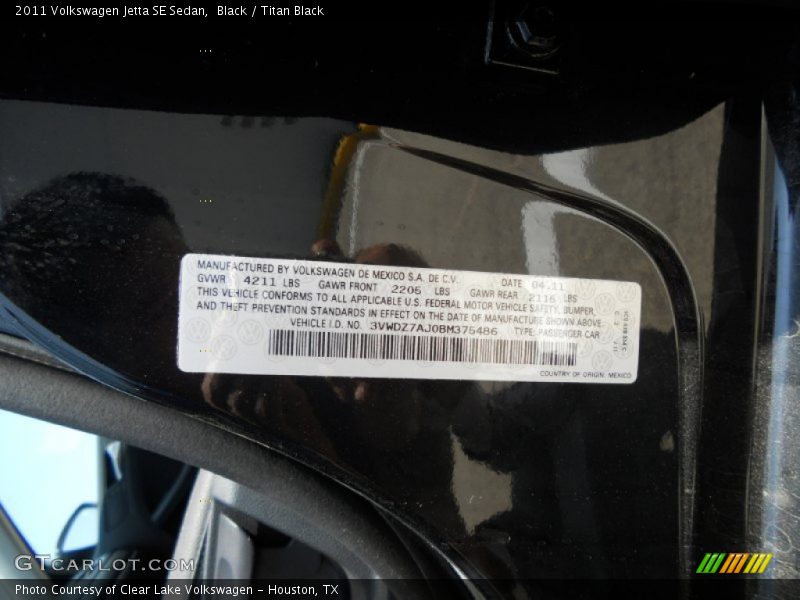 2011 Volkswagen Jetta SE Sedan,  Black / Titan Black
MANUFACTURED BY VOLKSWAGEN DE MEXICO S.A. DE C.V. DATE 04.11
GVWR 4211 LBS GAWR FRONT 2205 LBS GAWR REAR 2116 LBS
THIS VEHICLE CONFORMS TO ALL APPLICABLE U.S. FEDERAL MOTOR VEHICLE SAFETY, BUMPER,
AND THEFT PREVENTION STANDARDS IN EFFECT ON THE DATE OF MANUFACTURE SHOWN ABOVE.
VEHICLE I.D. NO. 3VWDZ7AJ0BM375486 TYPE: PASSENGER CAR
COUNTRY OF ORIGIN: MEXICO
GTCARLOT.COM
Photo Courtesy of Clear Lake Volkswagen - Houston, TX